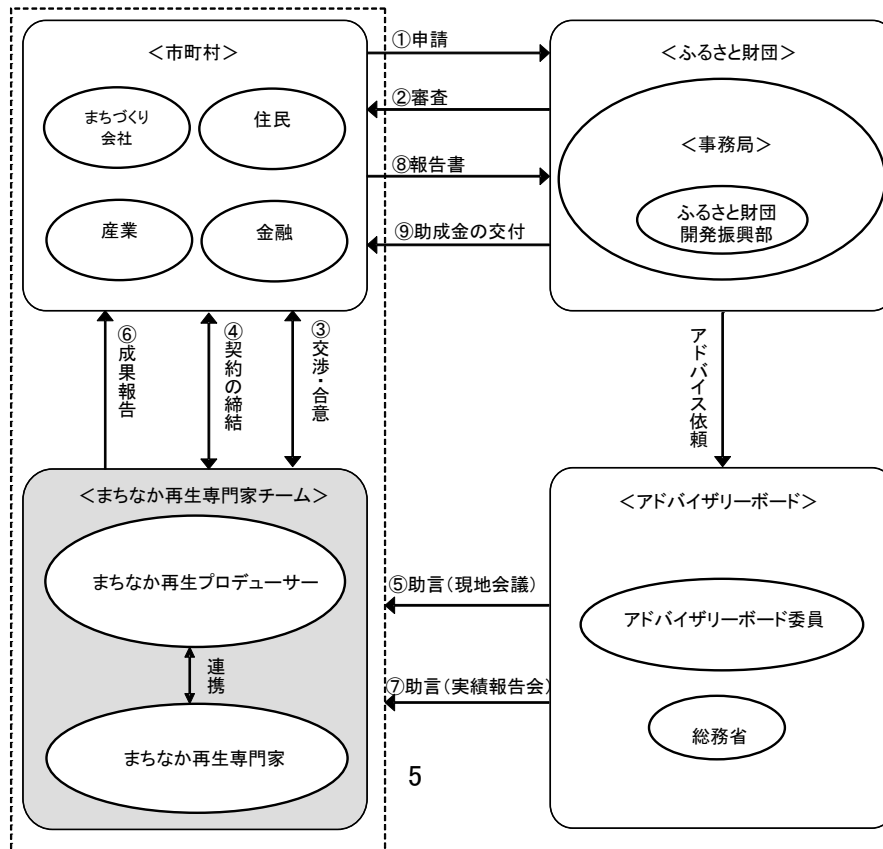 ＜市町村＞
まちづくり
会社
住民
産業
金融
①申請
②審査
⑧報告書
⑨助成金の交付
＜ふるさと財団＞
＜事務局＞
ふるさと財団
開発振興部
⑥成果報告
④契約の締結
③交渉・合意
アドバイス依頼
＜まちなか再生専門家チーム＞
まちなか再生プロデューサー
連携
まちなか再生専門家
⑤助言（現地会議）
⑦助言（実績報告会）
＜アドバイザリーボード＞
アドバイザリーボード委員
総務省
5